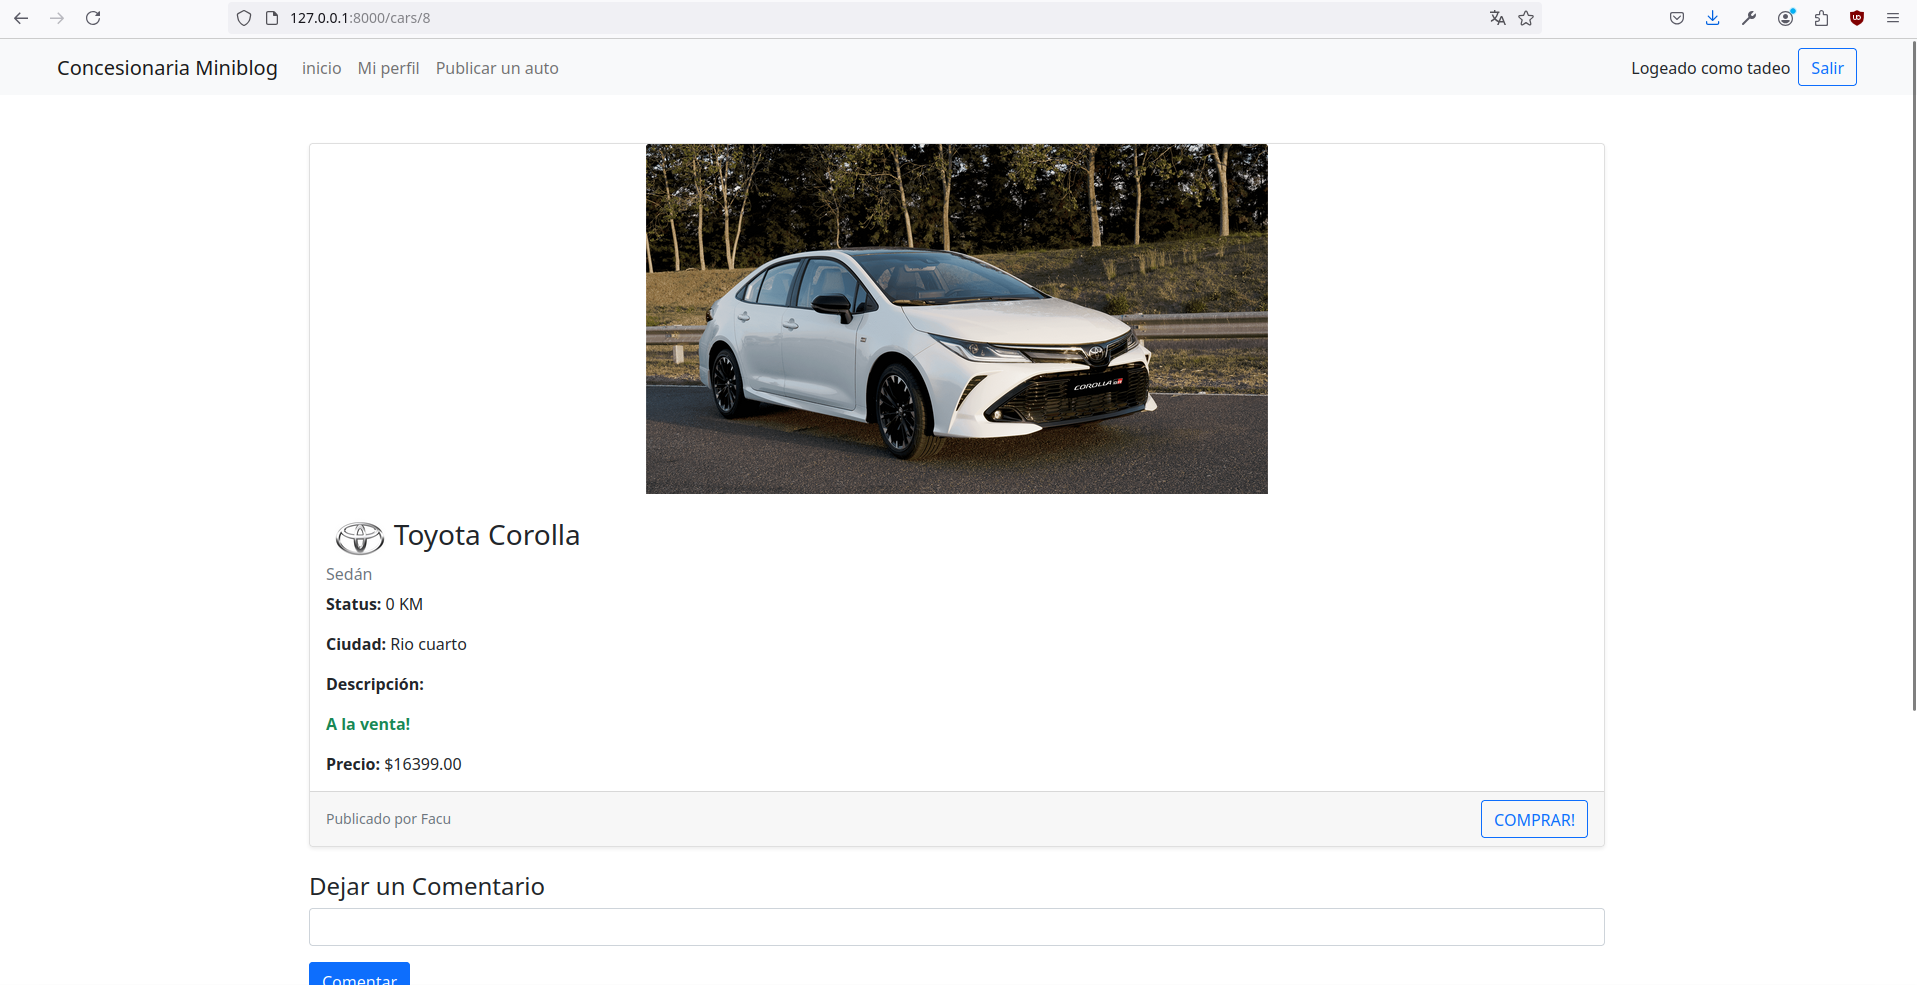 127.0.0.1:8000/cars/8
Concesionaria Miniblog inicio Mi perfil Publicar un auto Logeado como tadeo Salir
COROLLA GR
Toyota Corolla
Sedán
Status: 0 KM
Ciudad: Rio cuarto
Descripción:
A la venta!
Precio: $16399.00
Publicado por Facu COMPRAR!
Dejar un Comentario
Comentar